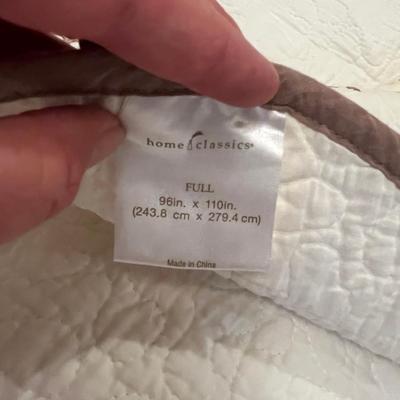 home classics®
FULL
96in. x 110in.
(243.8 cm x 279.4 cm)
Made in China